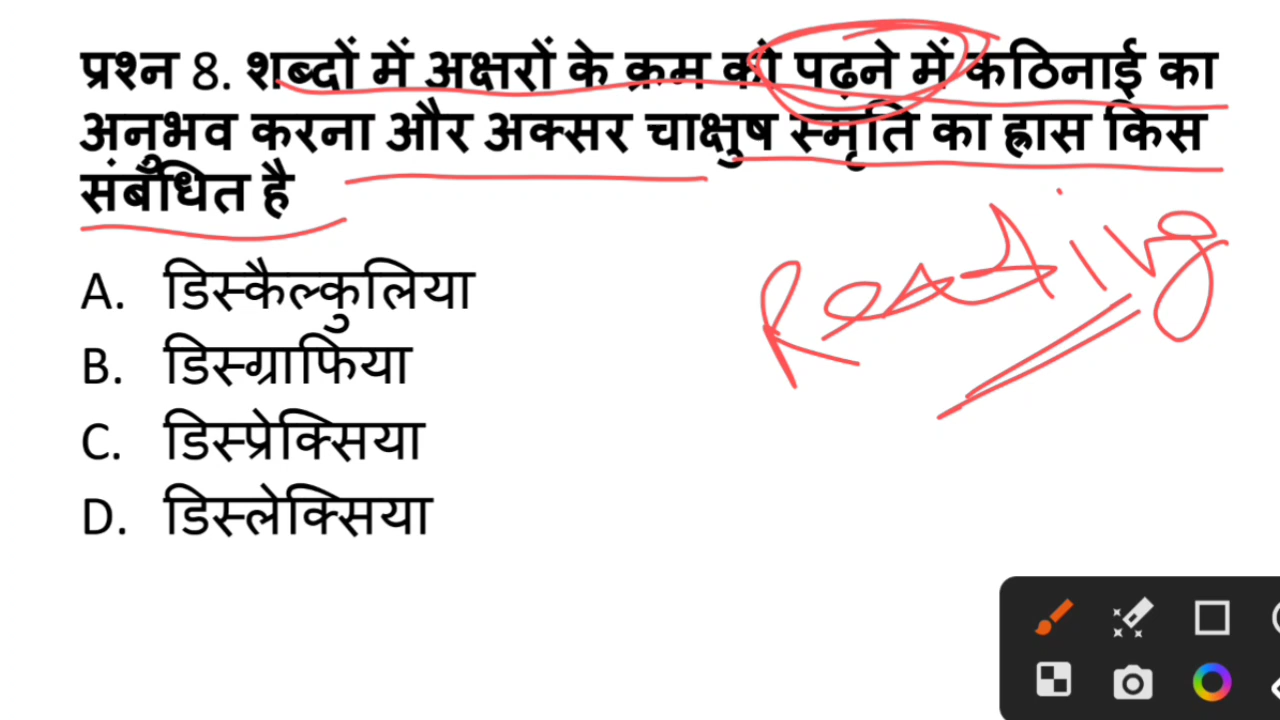 प्रश्न 8. शब्दों में अक्षरों के क्रम को पढ़ने में कठिनाई का
अनुभव करना और अक्सर चाक्षुष स्मृति का ह्रास किस
संबंधित है
Reading
A. डिस्कैल्कुलिया
B. डिस्ग्राफिया
C. डिस्प्रेक्सिया
D. डिस्लेक्सिया